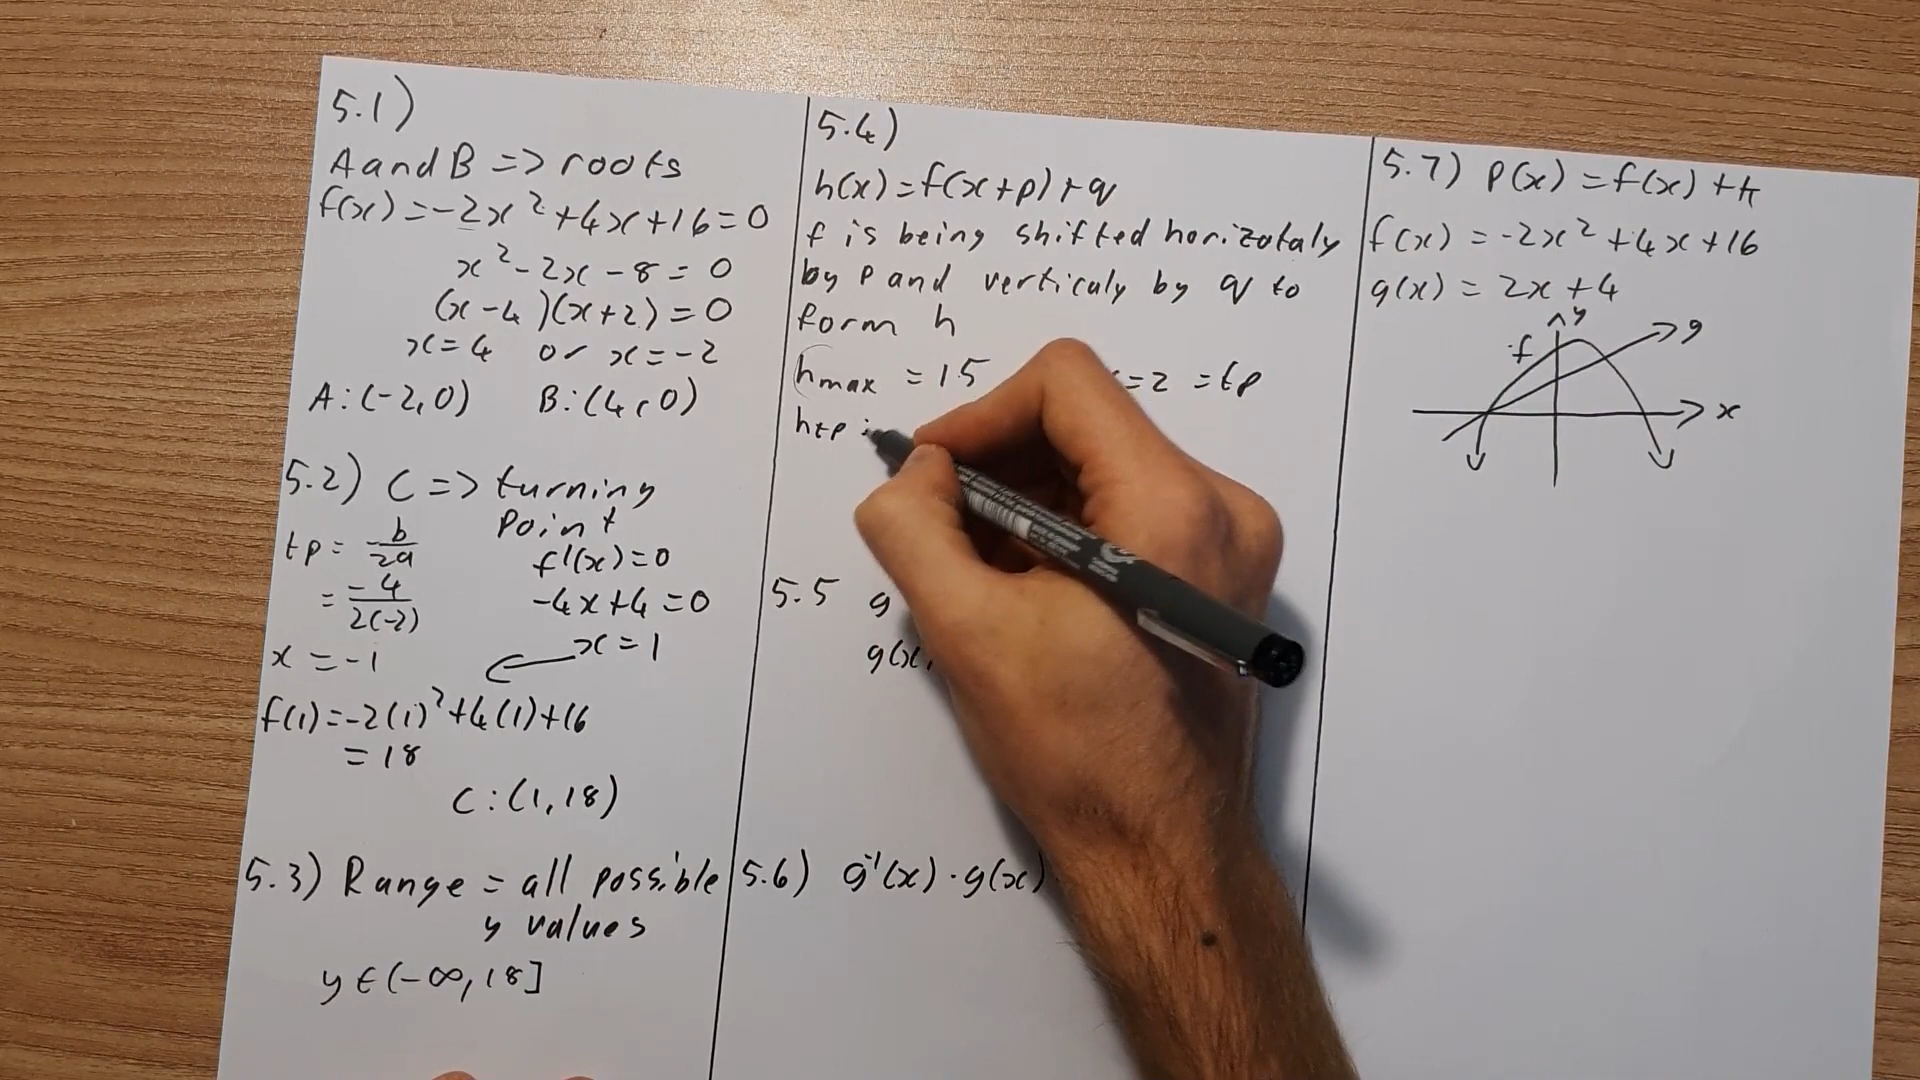 5.1)
A and B => roots
f(x) = -2x² + 4x + 16 = 0
x² - 2x - 8 = 0
(x - 4)(x + 2) = 0
x = 4 or x = -2
A : (-2, 0) B : (4, 0)
5.2) C => turning
Point
tp = -b/2a
= -4/2(-2)
x = -1
f'(x) = 0
-4x + 4 = 0
x = 1
f(1) = -2(1)² + 4(1) + 16
= 18
C : (1, 18)
5.3) Range = all possible
y values
y ∈ (-∞, 18]
5.4)
h(x) = f(x + p) + q
f is being shifted horizotaly
by p and verticaly by q to
form h
hmax = 15 = 2 = tp
htp
5.5 g
g(x
5.6) g⁻¹(x) · g(x)
5.7) P(x) = f(x) + k
f(x) = -2x² + 4x + 16
g(x) = 2x + 4
y
f
g
x